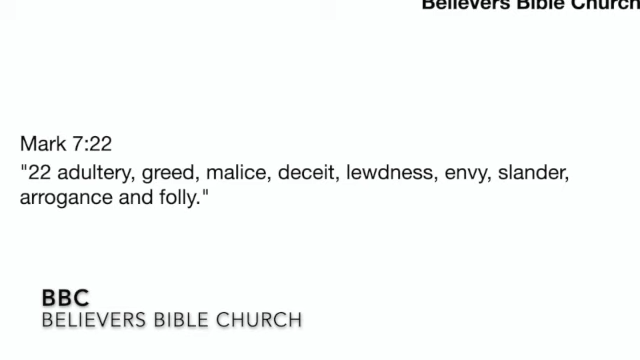 Believers Bible Church
Mark 7:22
"22 adultery, greed, malice, deceit, lewdness, envy, slander,
arrogance and folly."
BBC
BELIEVERS BIBLE CHURCH